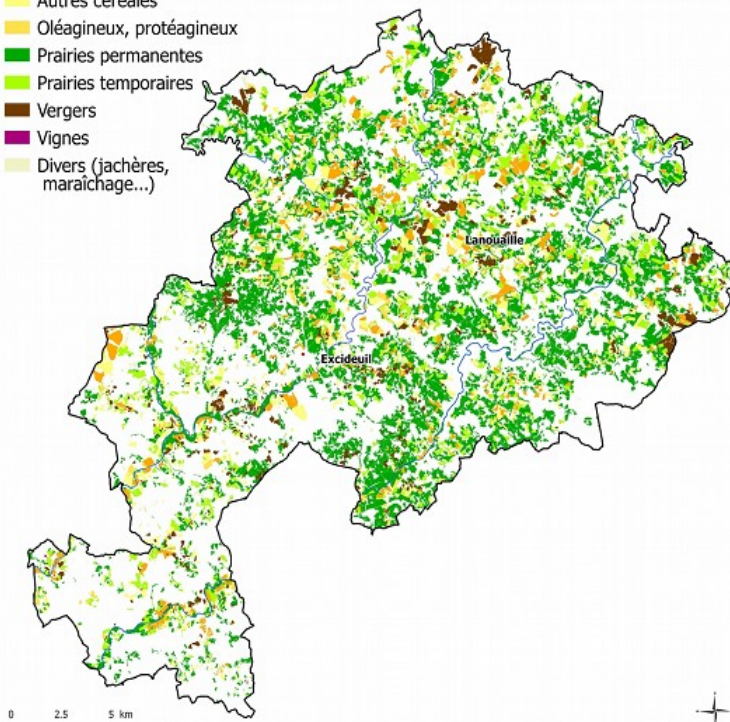 Autres céréales
Oléagineux, protéagineux
Prairies permanentes
Prairies temporaires
Vergers
Vignes
Divers (jachères,
maraîchage...)
Lanouaille
Excideuil
0 2.5 5 km